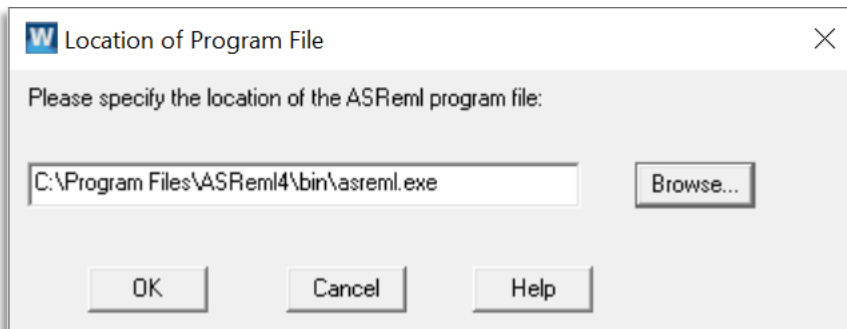 W Location of Program File
Please specify the location of the ASReml program file:
C:\Program Files\ASReml4\bin\asreml.exe
Browse...
OK
Cancel
Help